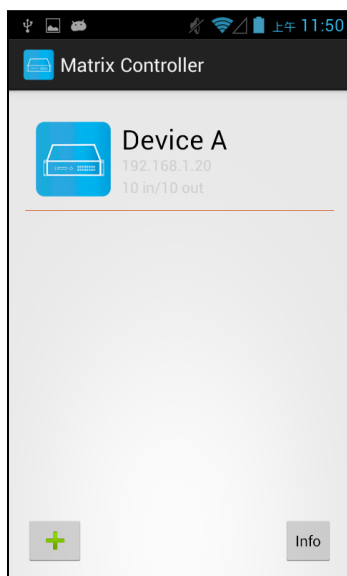 上午 11:50
Matrix Controller
Device A
192.168.1.20
10 in/10 out
Info